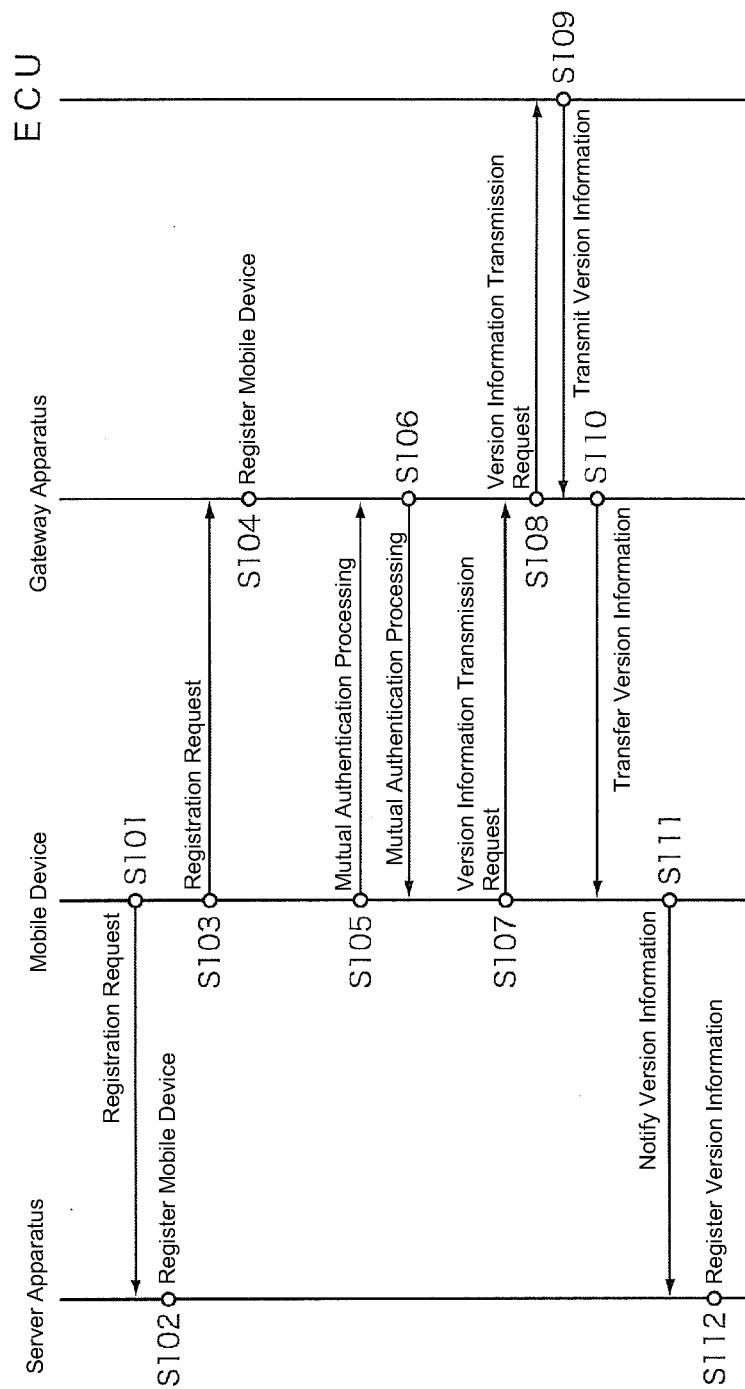 Server Apparatus
Mobile Device
Gateway Apparatus
ECU
Registration Request
S101
S102
Register Mobile Device
Registration Request
S103
S104
Register Mobile Device
Mutual Authentication Processing
S105
S106
Mutual Authentication Processing
Version Information Transmission
Request
S107
Version Information Transmission
Request
S108
S109
Transmit Version Information
S110
Transfer Version Information
S111
Notify Version Information
S112
Register Version Information